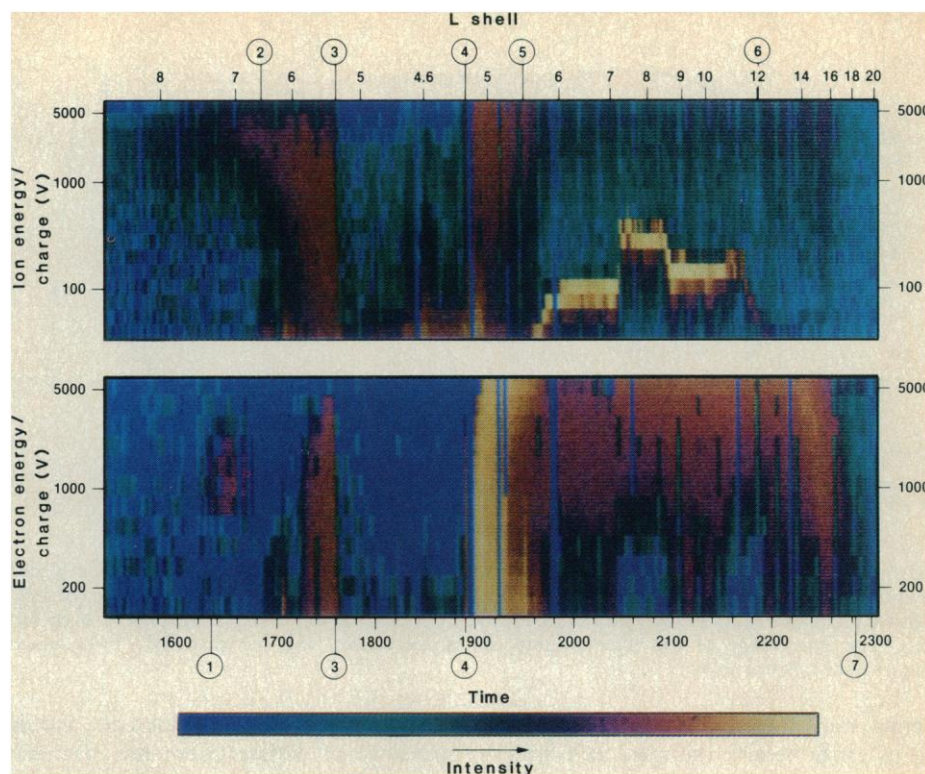 L shell
2 3 4 5 6
8 7 6 5 4.6 5 6 7 8 9 10 12 14 16 18 20
5000 5000
1000 1000
100 100
Ion energy/
charge (V)
5000 5000
1000 1000
200 200
Electron energy/
charge (V)
1600 1700 1800 1900 2000 2100 2200 2300
1 3 4 7
Time
Intensity